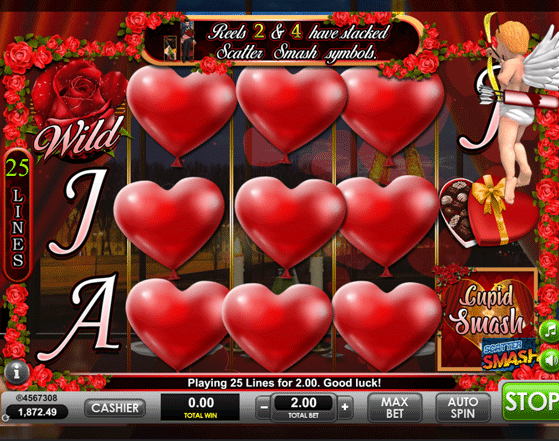 Reels 2 & 4 have stacked
Scatter Smash symbols.
Wild
J
25
LINES
J
A
Cupid
Smash
SCATTER
SMASH
Playing 25 Lines for 2.00. Good luck!
i
®4567308
1,872.49
CASHIER
0.00
TOTAL WIN
-
2.00
TOTAL BET
+
MAX
BET
AUTO
SPIN
STOP